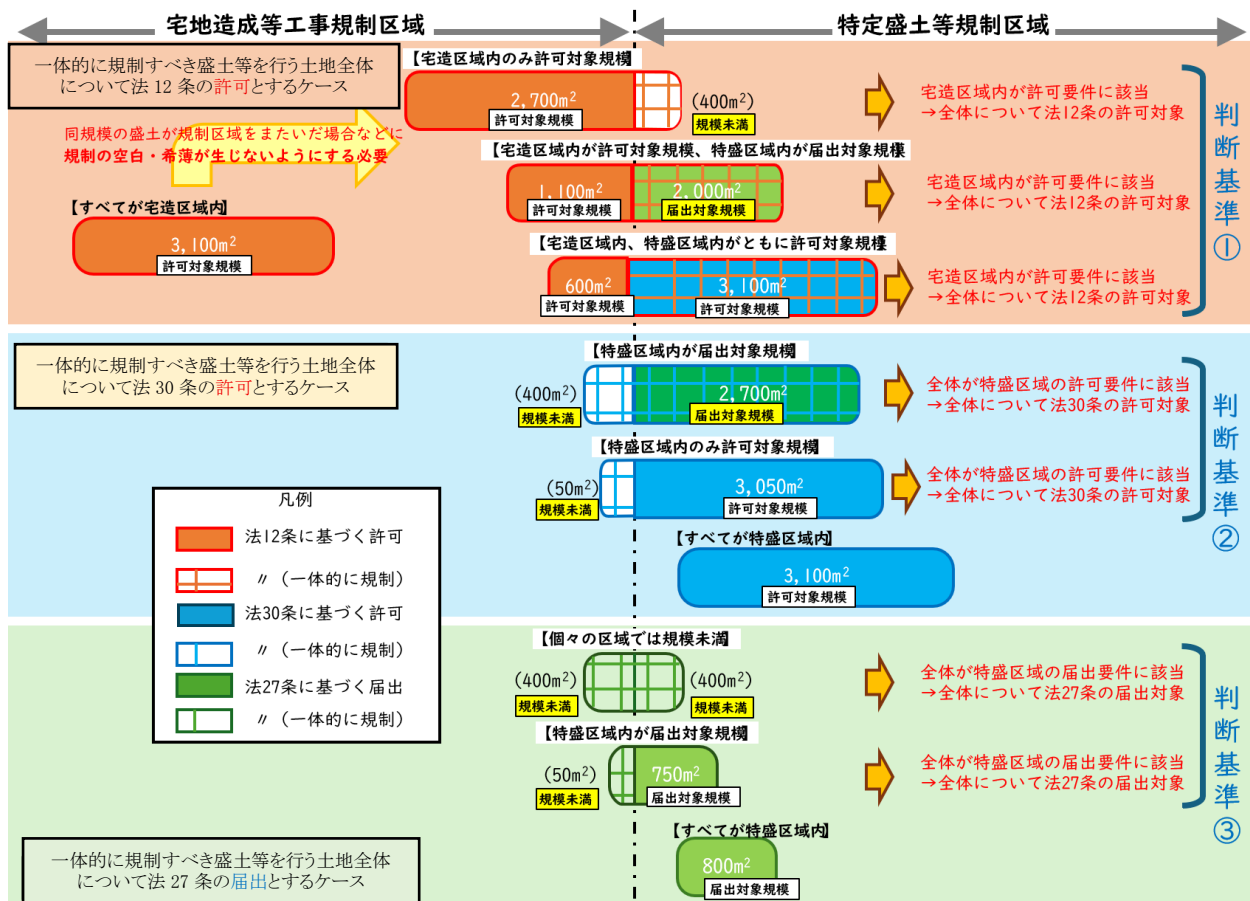 宅地造成等工事規制区域
特定盛土等規制区域
一体的に規制すべき盛土等を行う土地全体
について法 12 条の許可とするケース
同規模の盛土が規制区域をまたいだ場合などに
規制の空白・希薄が生じないようにする必要
【すべてが宅造区域内】
3,100m²
許可対象規模
【宅造区域内のみ許可対象規模】
2,700m²
許可対象規模
(400m²)
規模未満
宅造区域内が許可要件に該当
→全体について法12条の許可対象
【宅造区域内が許可対象規模、特盛区域内が届出対象規模】
1,100m²
許可対象規模
2,000m²
届出対象規模
宅造区域内が許可要件に該当
→全体について法12条の許可対象
【宅造区域内、特盛区域内がともに許可対象規模】
600m²
許可対象規模
3,100m²
許可対象規模
宅造区域内が許可要件に該当
→全体について法12条の許可対象
判断基準①
一体的に規制すべき盛土等を行う土地全体
について法 30 条の許可とするケース
【特盛区域内が届出対象規模】
(400m²)
規模未満
2,700m²
届出対象規模
全体が特盛区域の許可要件に該当
→全体について法30条の許可対象
【特盛区域内のみ許可対象規模】
(50m²)
規模未満
3,050m²
許可対象規模
全体が特盛区域の許可要件に該当
→全体について法30条の許可対象
【すべてが特盛区域内】
3,100m²
許可対象規模
判断基準②
凡例
法12条に基づく許可
〃（一体的に規制）
法30条に基づく許可
〃（一体的に規制）
法27条に基づく届出
〃（一体的に規制）
【個々の区域では規模未満】
(400m²)
規模未満
(400m²)
規模未満
全体が特盛区域の届出要件に該当
→全体について法27条の届出対象
【特盛区域内が届出対象規模】
(50m²)
規模未満
750m²
届出対象規模
全体が特盛区域の届出要件に該当
→全体について法27条の届出対象
【すべてが特盛区域内】
800m²
届出対象規模
判断基準③
一体的に規制すべき盛土等を行う土地全体
について法 27 条の届出とするケース